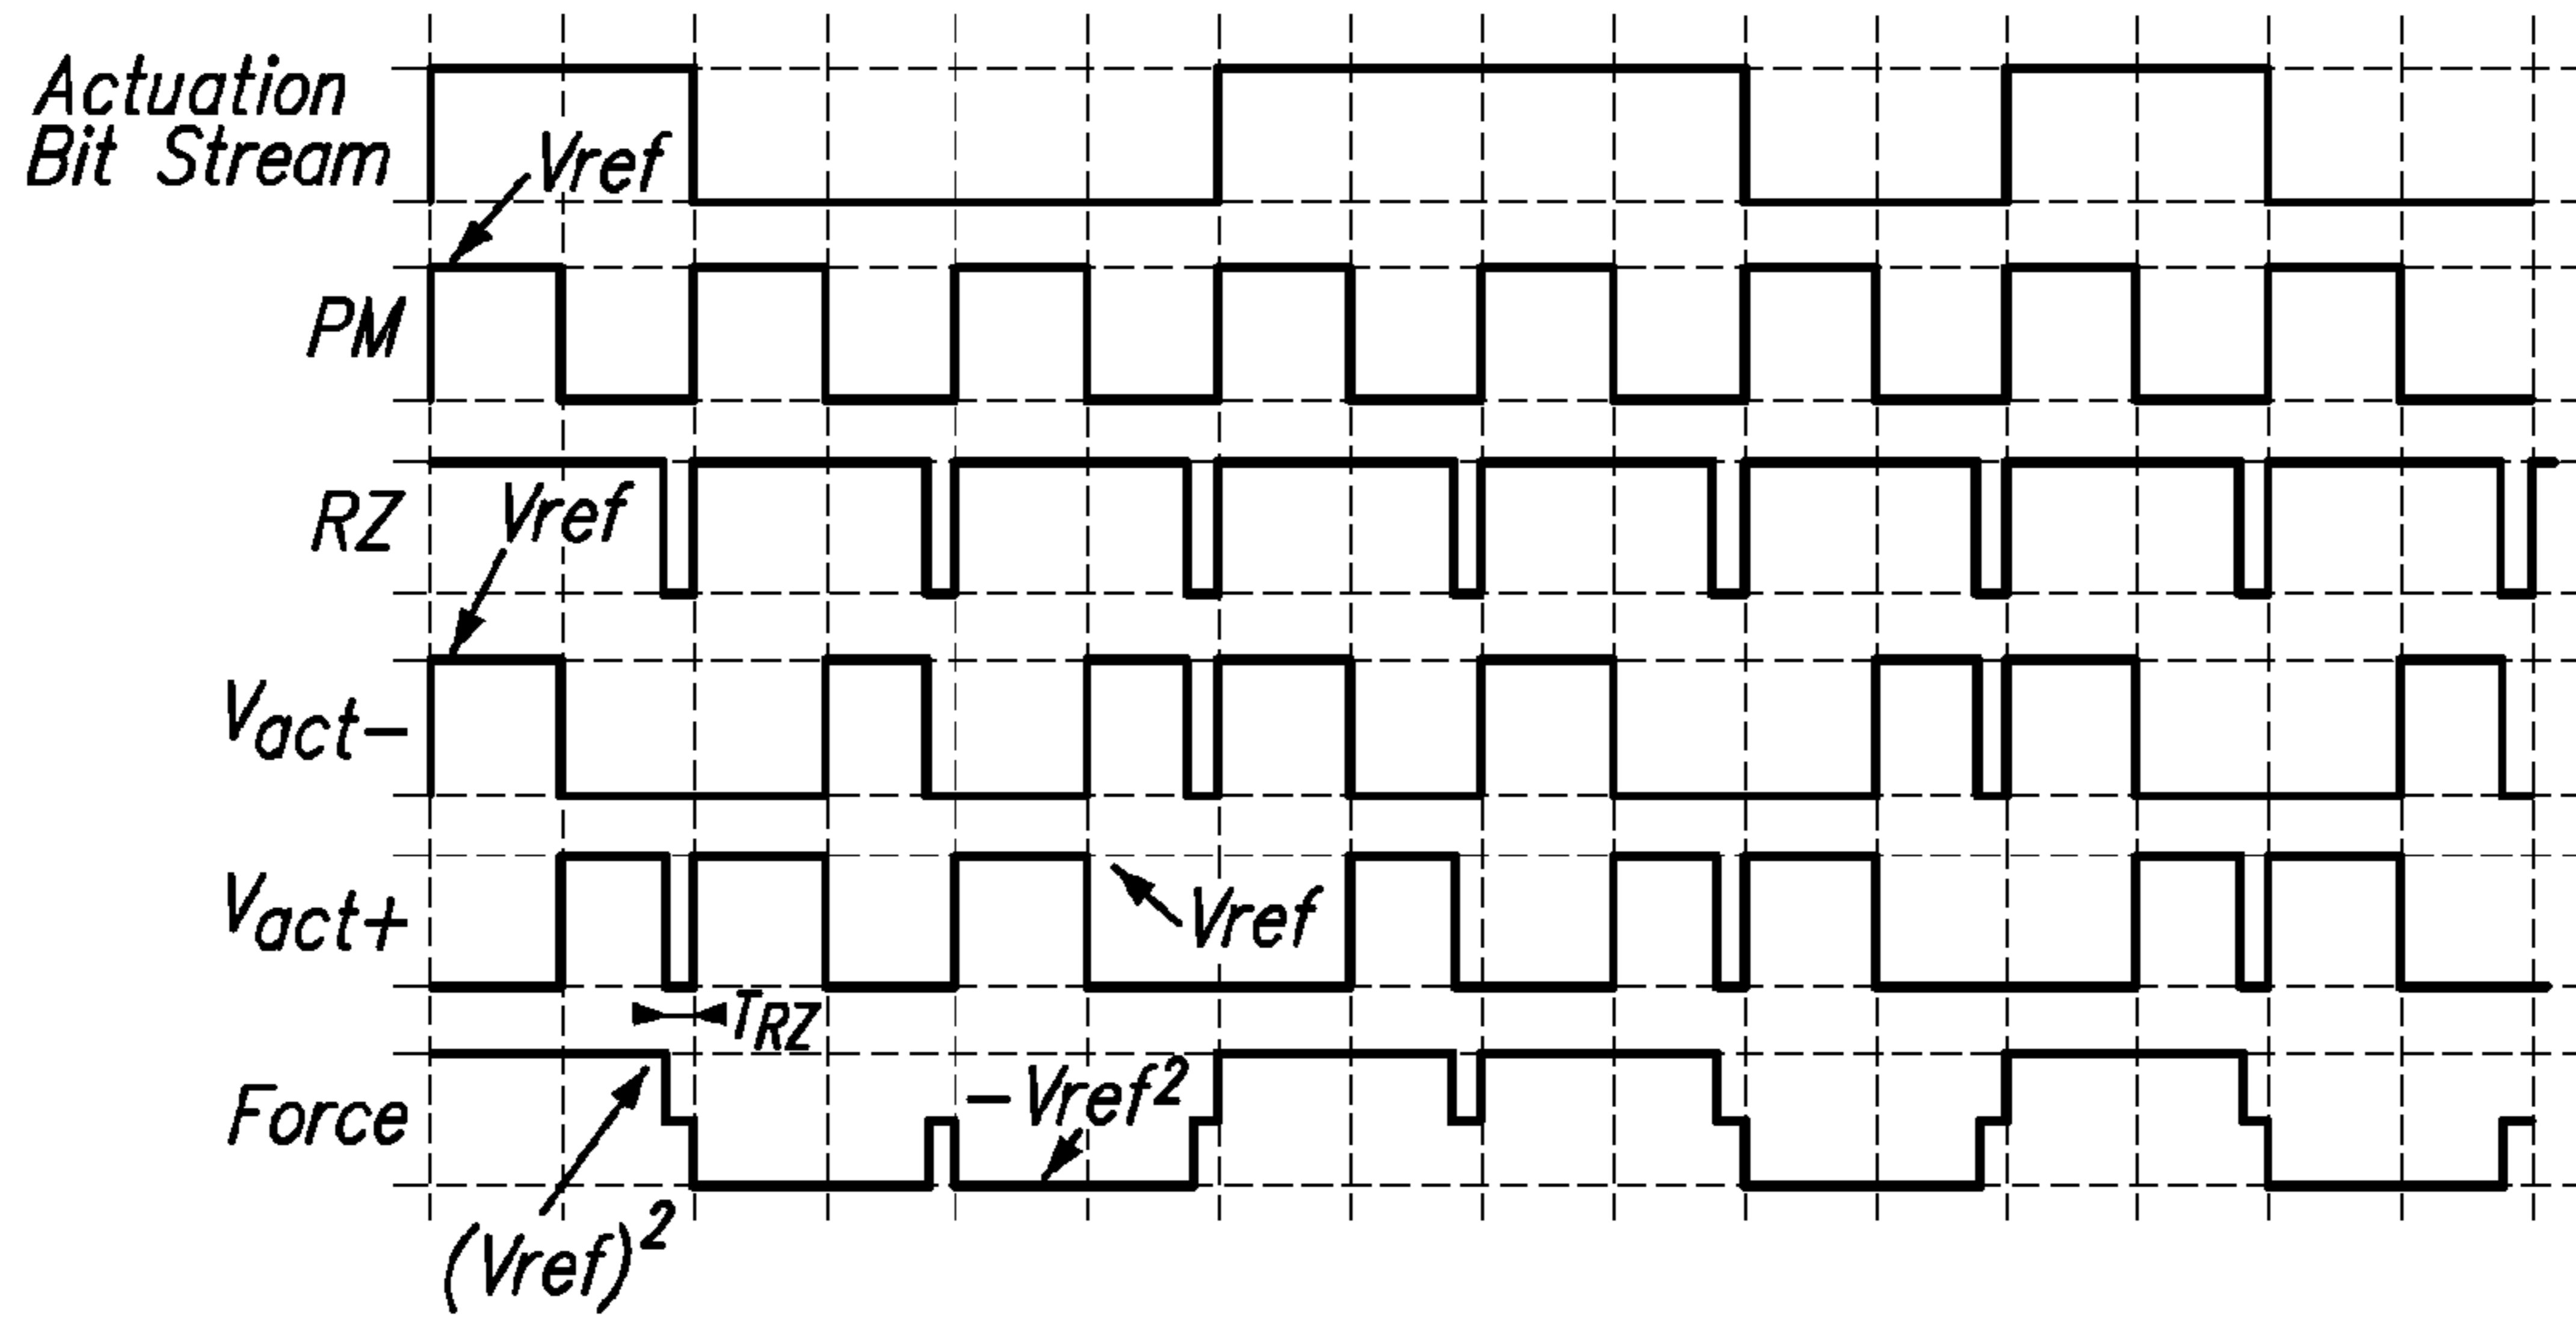 Actuation
Bit Stream
Vref
PM
RZ
Vref
Vact-
Vact+
Vref
TRZ
Force
-Vref²
(Vref)²